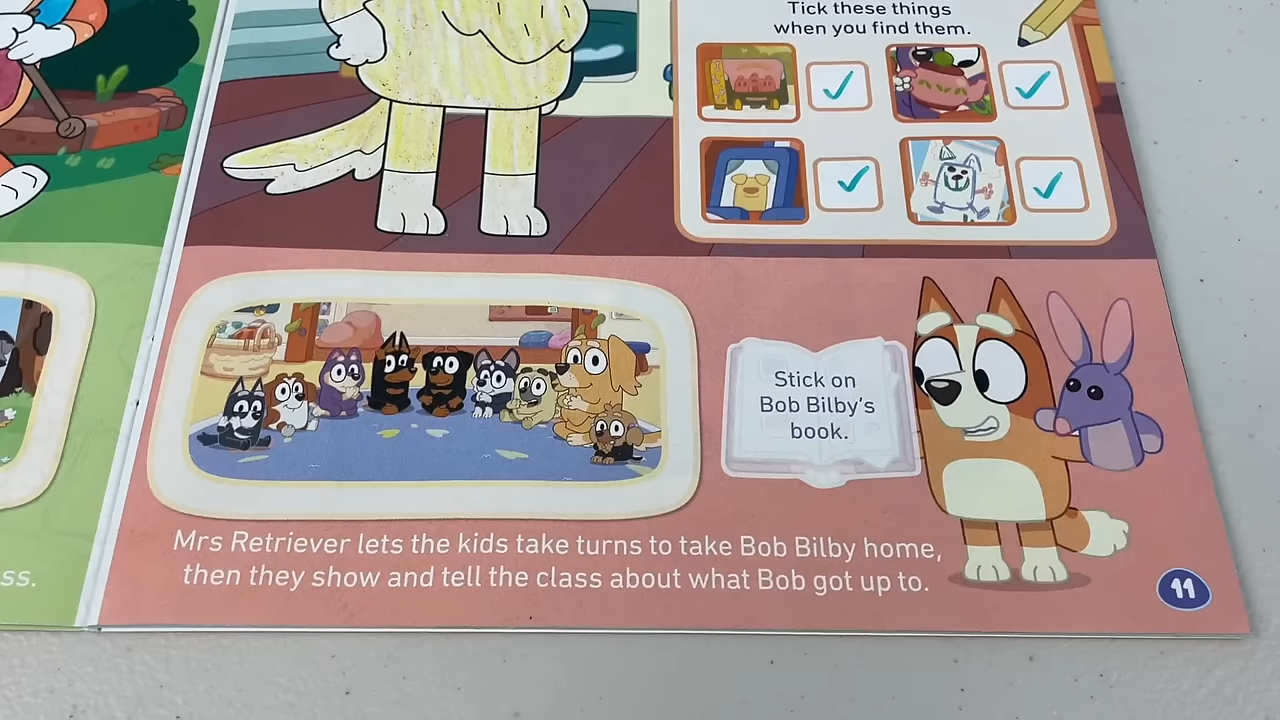 Tick these things
when you find them.
Stick on
Bob Bilby's
book.
Mrs Retriever lets the kids take turns to take Bob Bilby home,
then they show and tell the class about what Bob got up to.
ss.
11